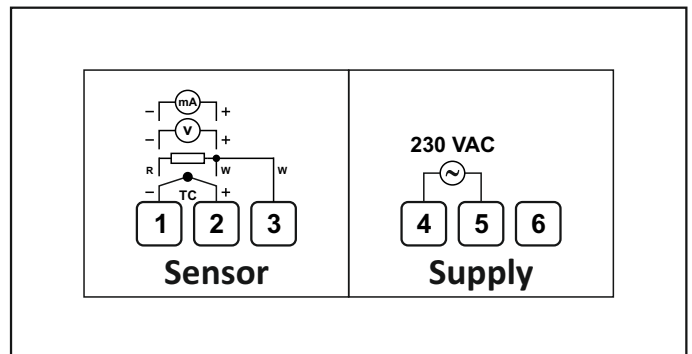 mA
− +
V
− +
230 VAC
R W W
− TC +
1 2 3 4 5 6
Sensor Supply